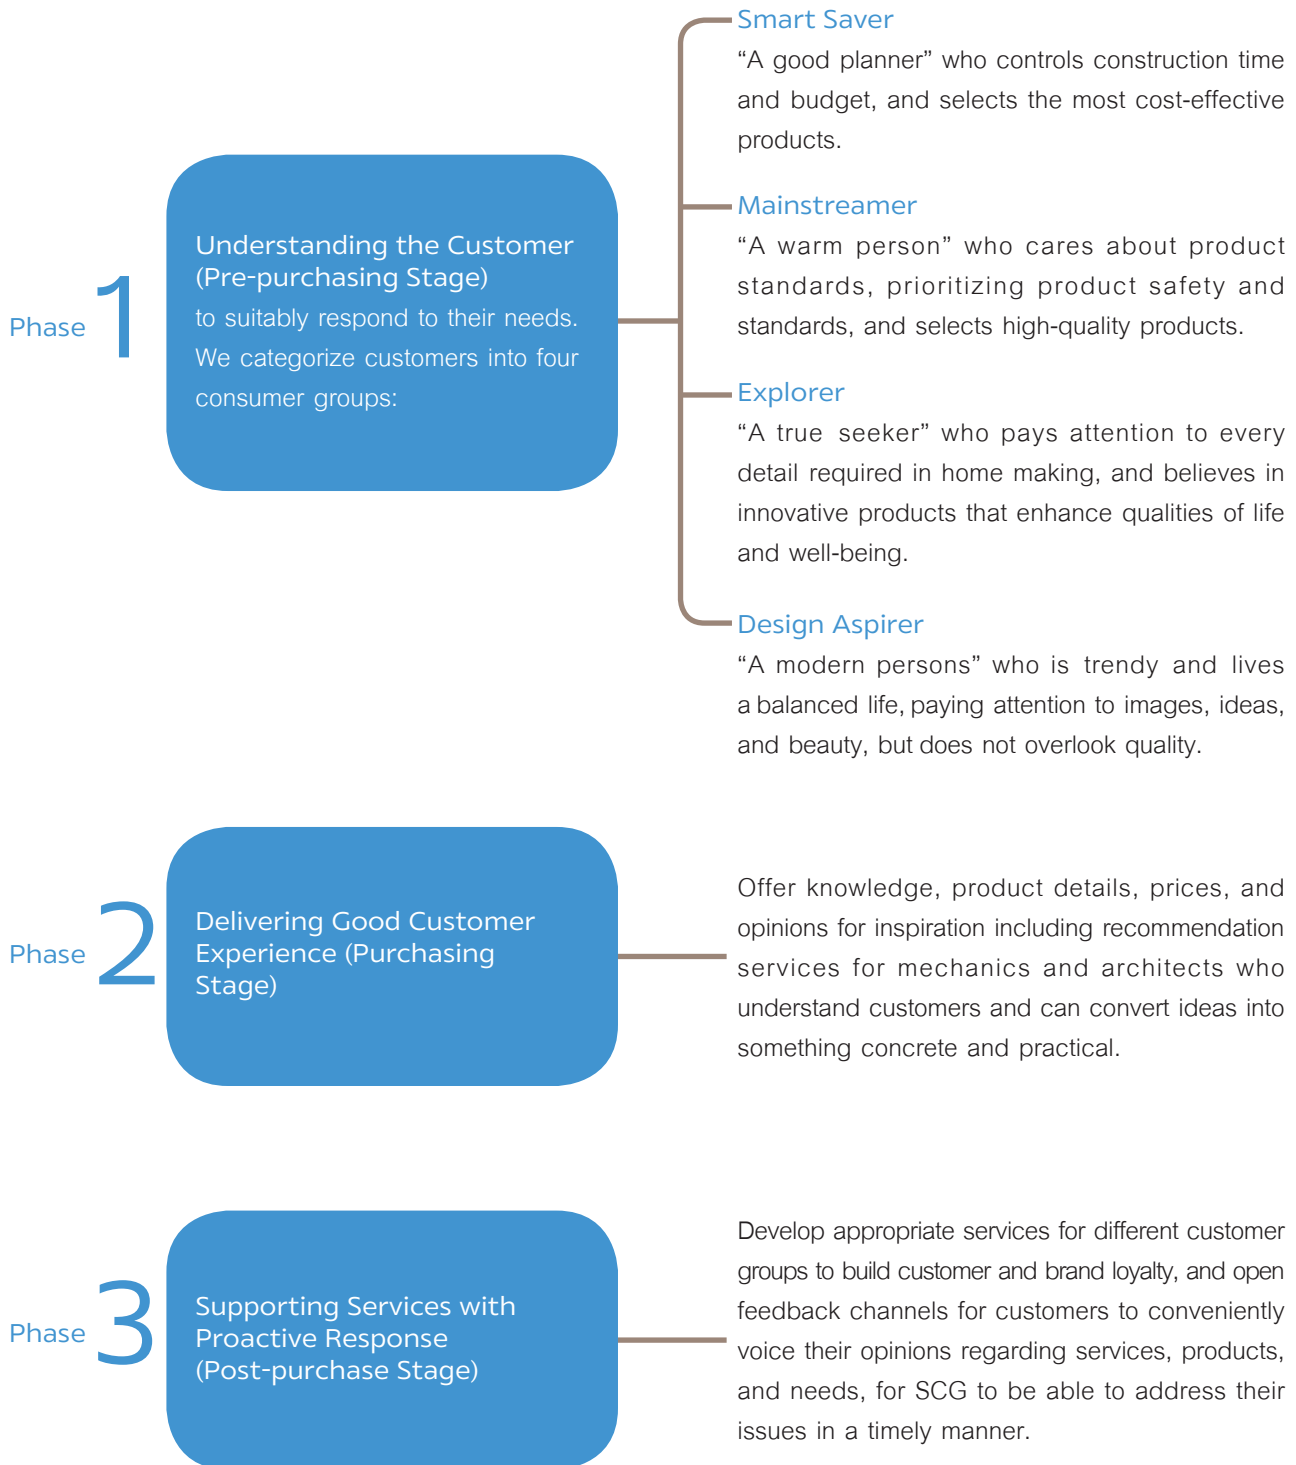 Phase 1
Understanding the Customer
(Pre-purchasing Stage)
to suitably respond to their needs.
We categorize customers into four
consumer groups:
Smart Saver
“A good planner” who controls construction time
and budget, and selects the most cost-effective
products.
Mainstreamer
“A warm person” who cares about product
standards, prioritizing product safety and
standards, and selects high-quality products.
Explorer
“A true seeker” who pays attention to every
detail required in home making, and believes in
innovative products that enhance qualities of life
and well-being.
Design Aspirer
“A modern persons” who is trendy and lives
a balanced life, paying attention to images, ideas,
and beauty, but does not overlook quality.
Phase 2
Delivering Good Customer
Experience (Purchasing
Stage)
Offer knowledge, product details, prices, and
opinions for inspiration including recommendation
services for mechanics and architects who
understand customers and can convert ideas into
something concrete and practical.
Phase 3
Supporting Services with
Proactive Response
(Post-purchase Stage)
Develop appropriate services for different customer
groups to build customer and brand loyalty, and open
feedback channels for customers to conveniently
voice their opinions regarding services, products,
and needs, for SCG to be able to address their
issues in a timely manner.